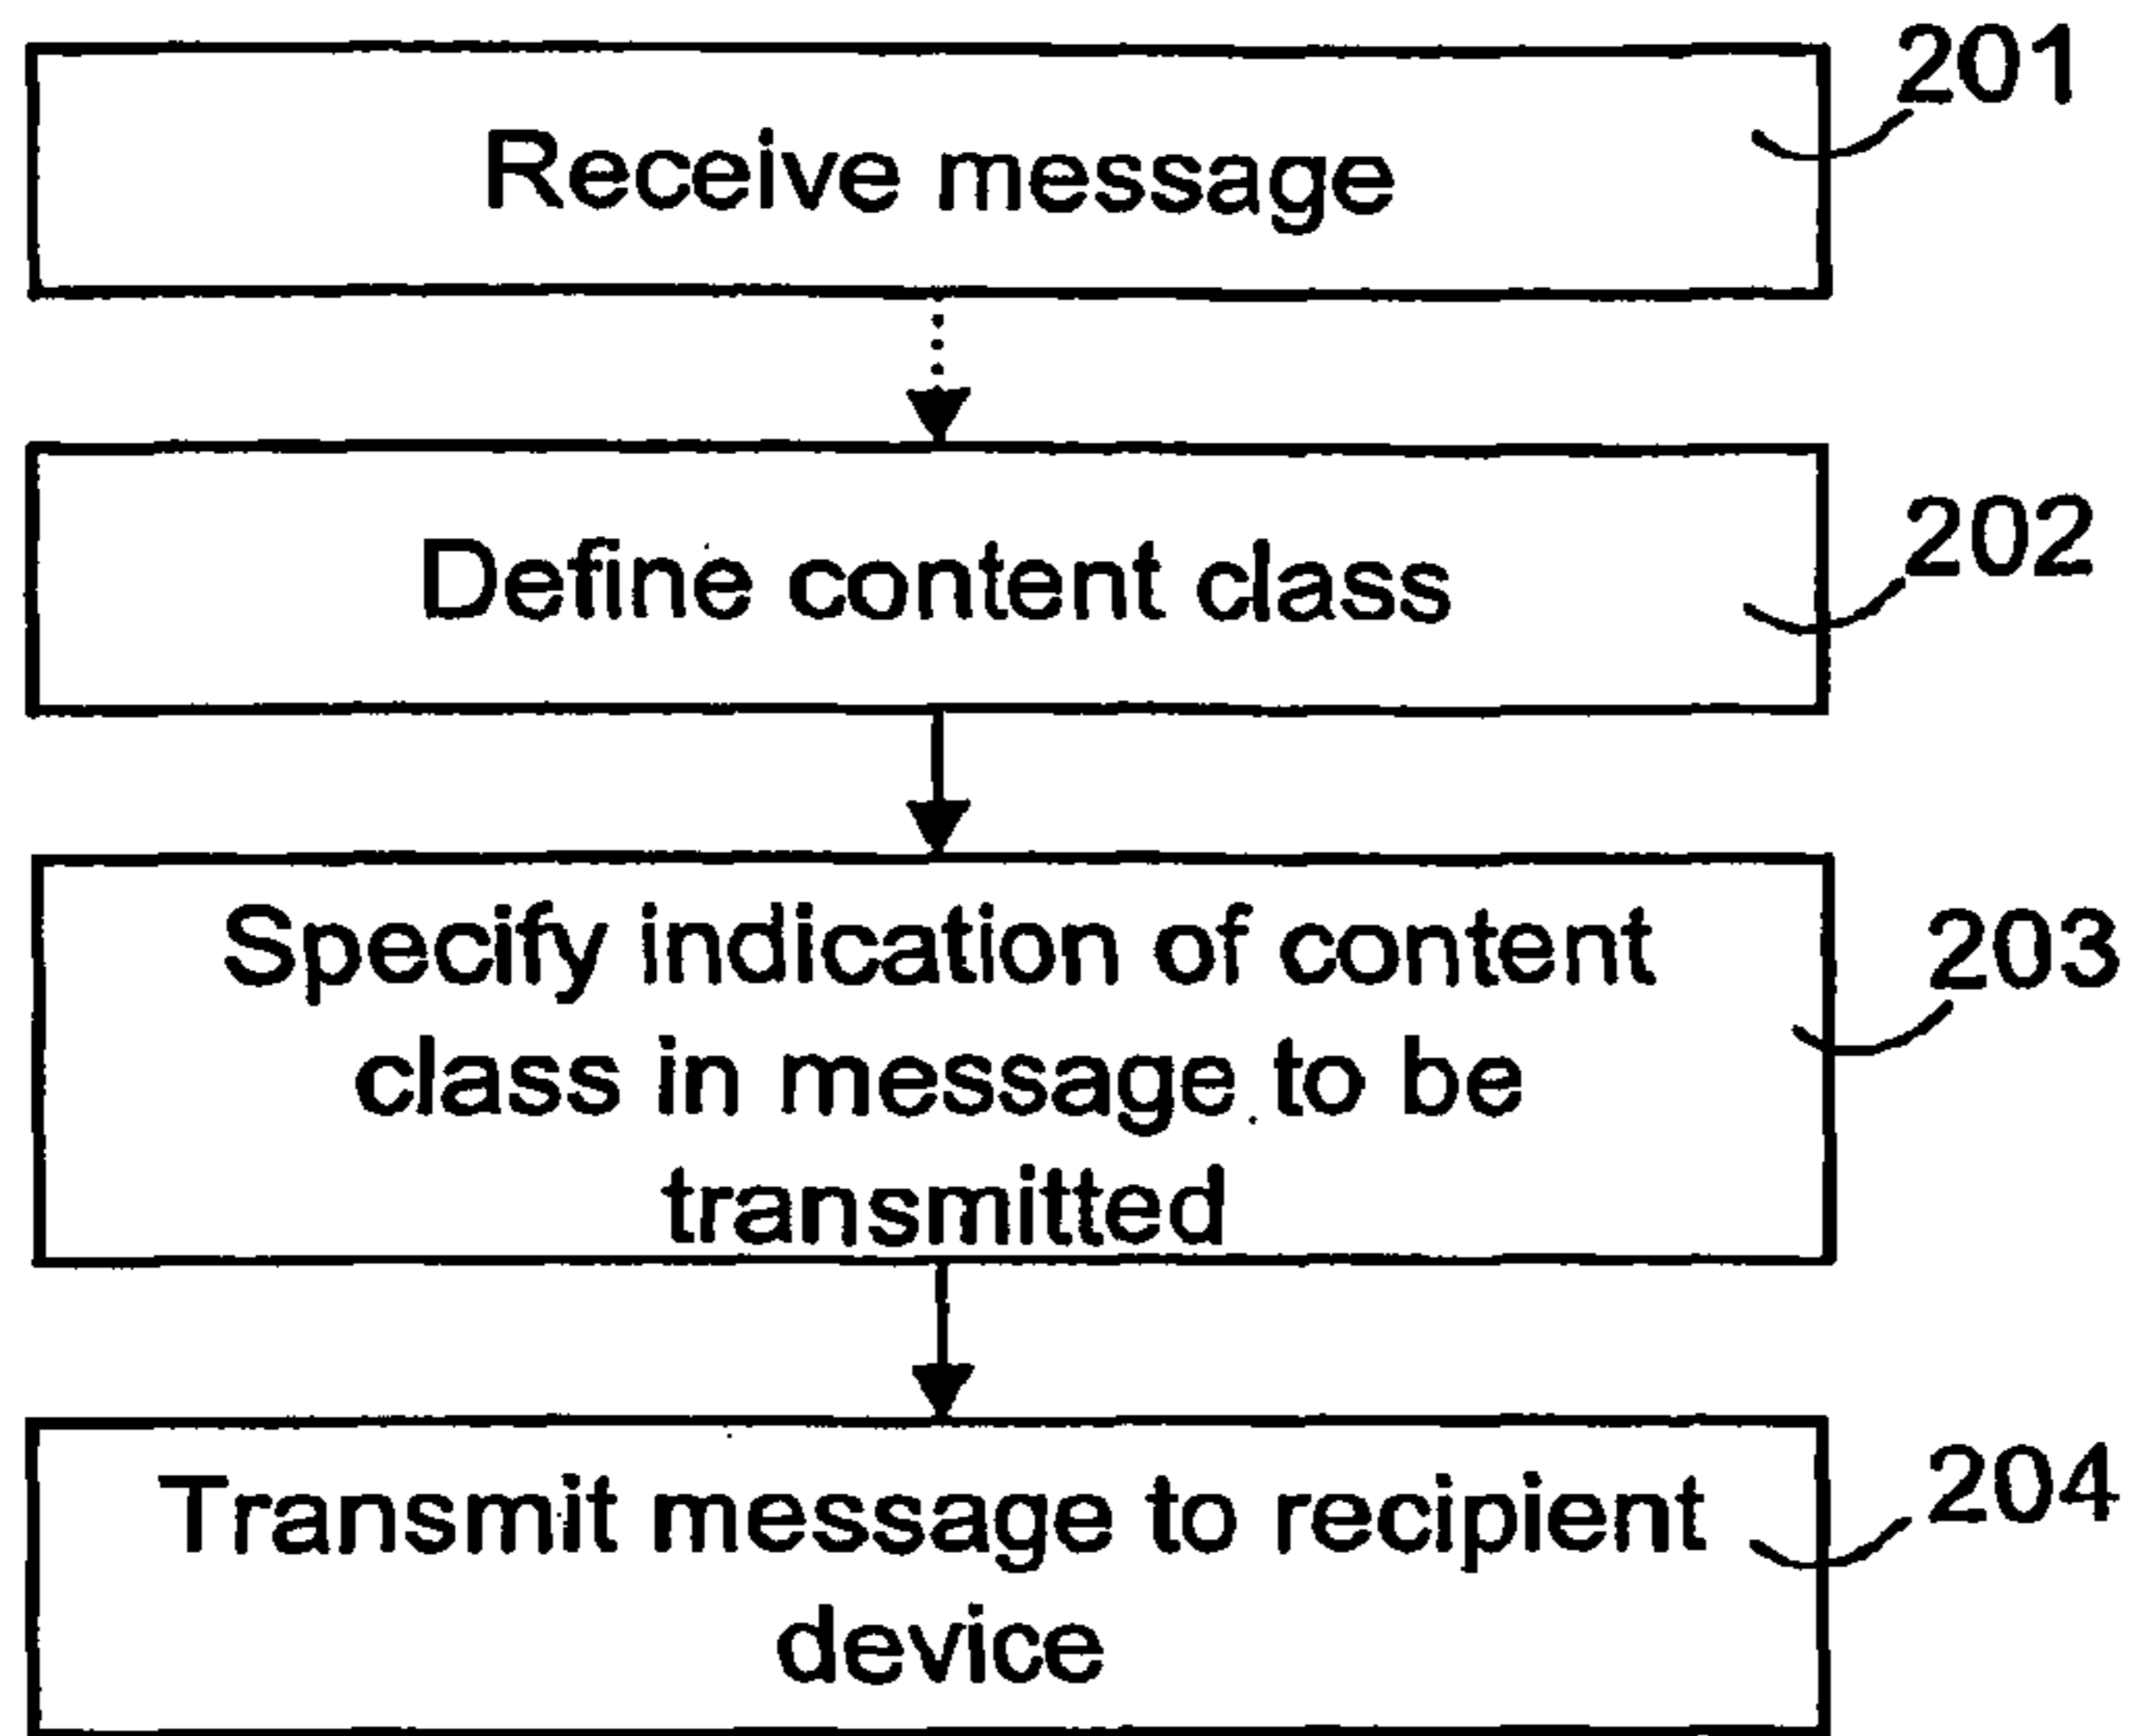 201
Receive message
202
Define content class
Specify indication of content
203
class in message to be
transmitted
204
Transmit message to recipient
device